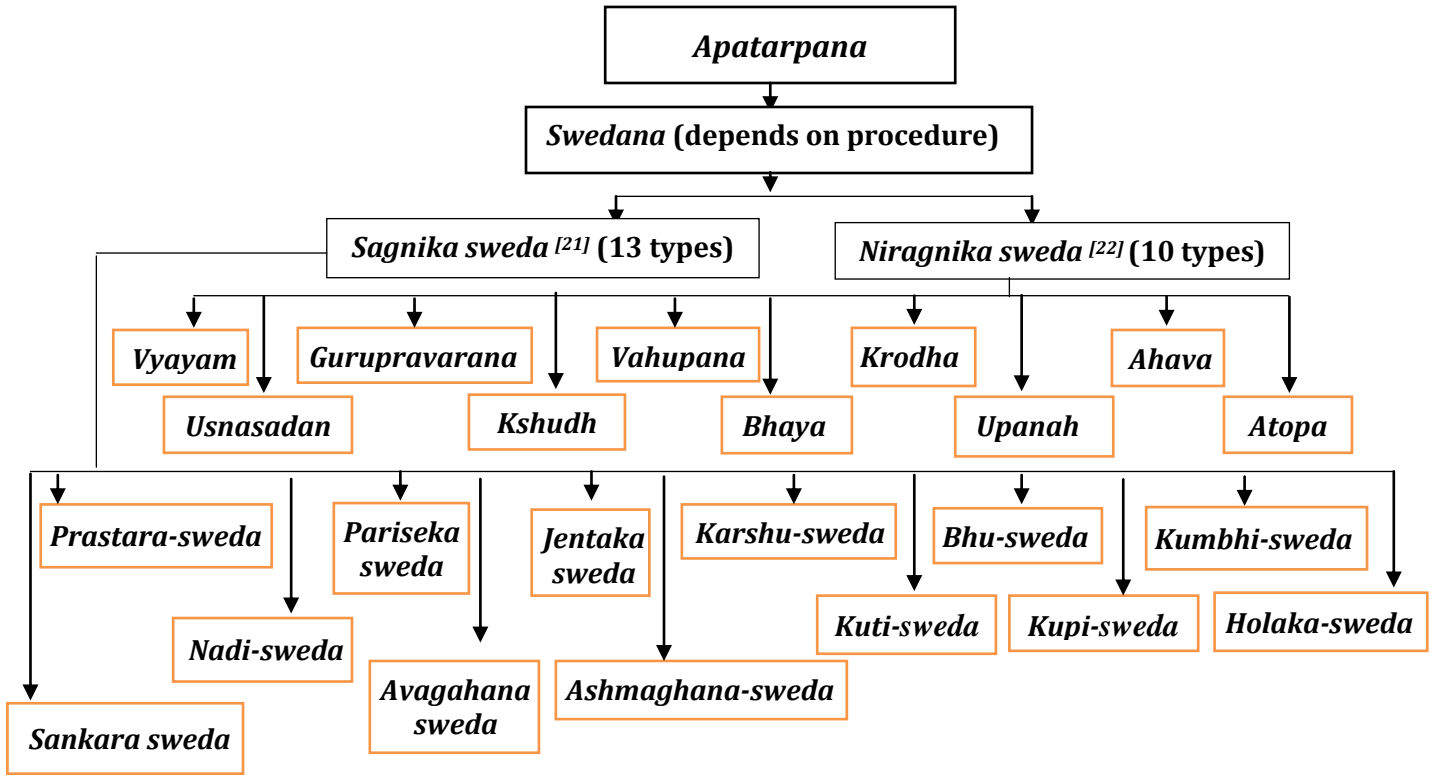 Apatarpana
Swedana (depends on procedure)
Sagnika sweda [21] (13 types)
Niragnika sweda [22] (10 types)
Vyayam
Gurupravarana
Vahupana
Krodha
Ahava
Usnasadan
Kshudh
Bhaya
Upanah
Atopa
Prastara-sweda
Pariseka
sweda
Jentaka
sweda
Karshu-sweda
Bhu-sweda
Kumbhi-sweda
Nadi-sweda
Avagahana
sweda
Ashmaghana-sweda
Kuti-sweda
Kupi-sweda
Holaka-sweda
Sankara sweda